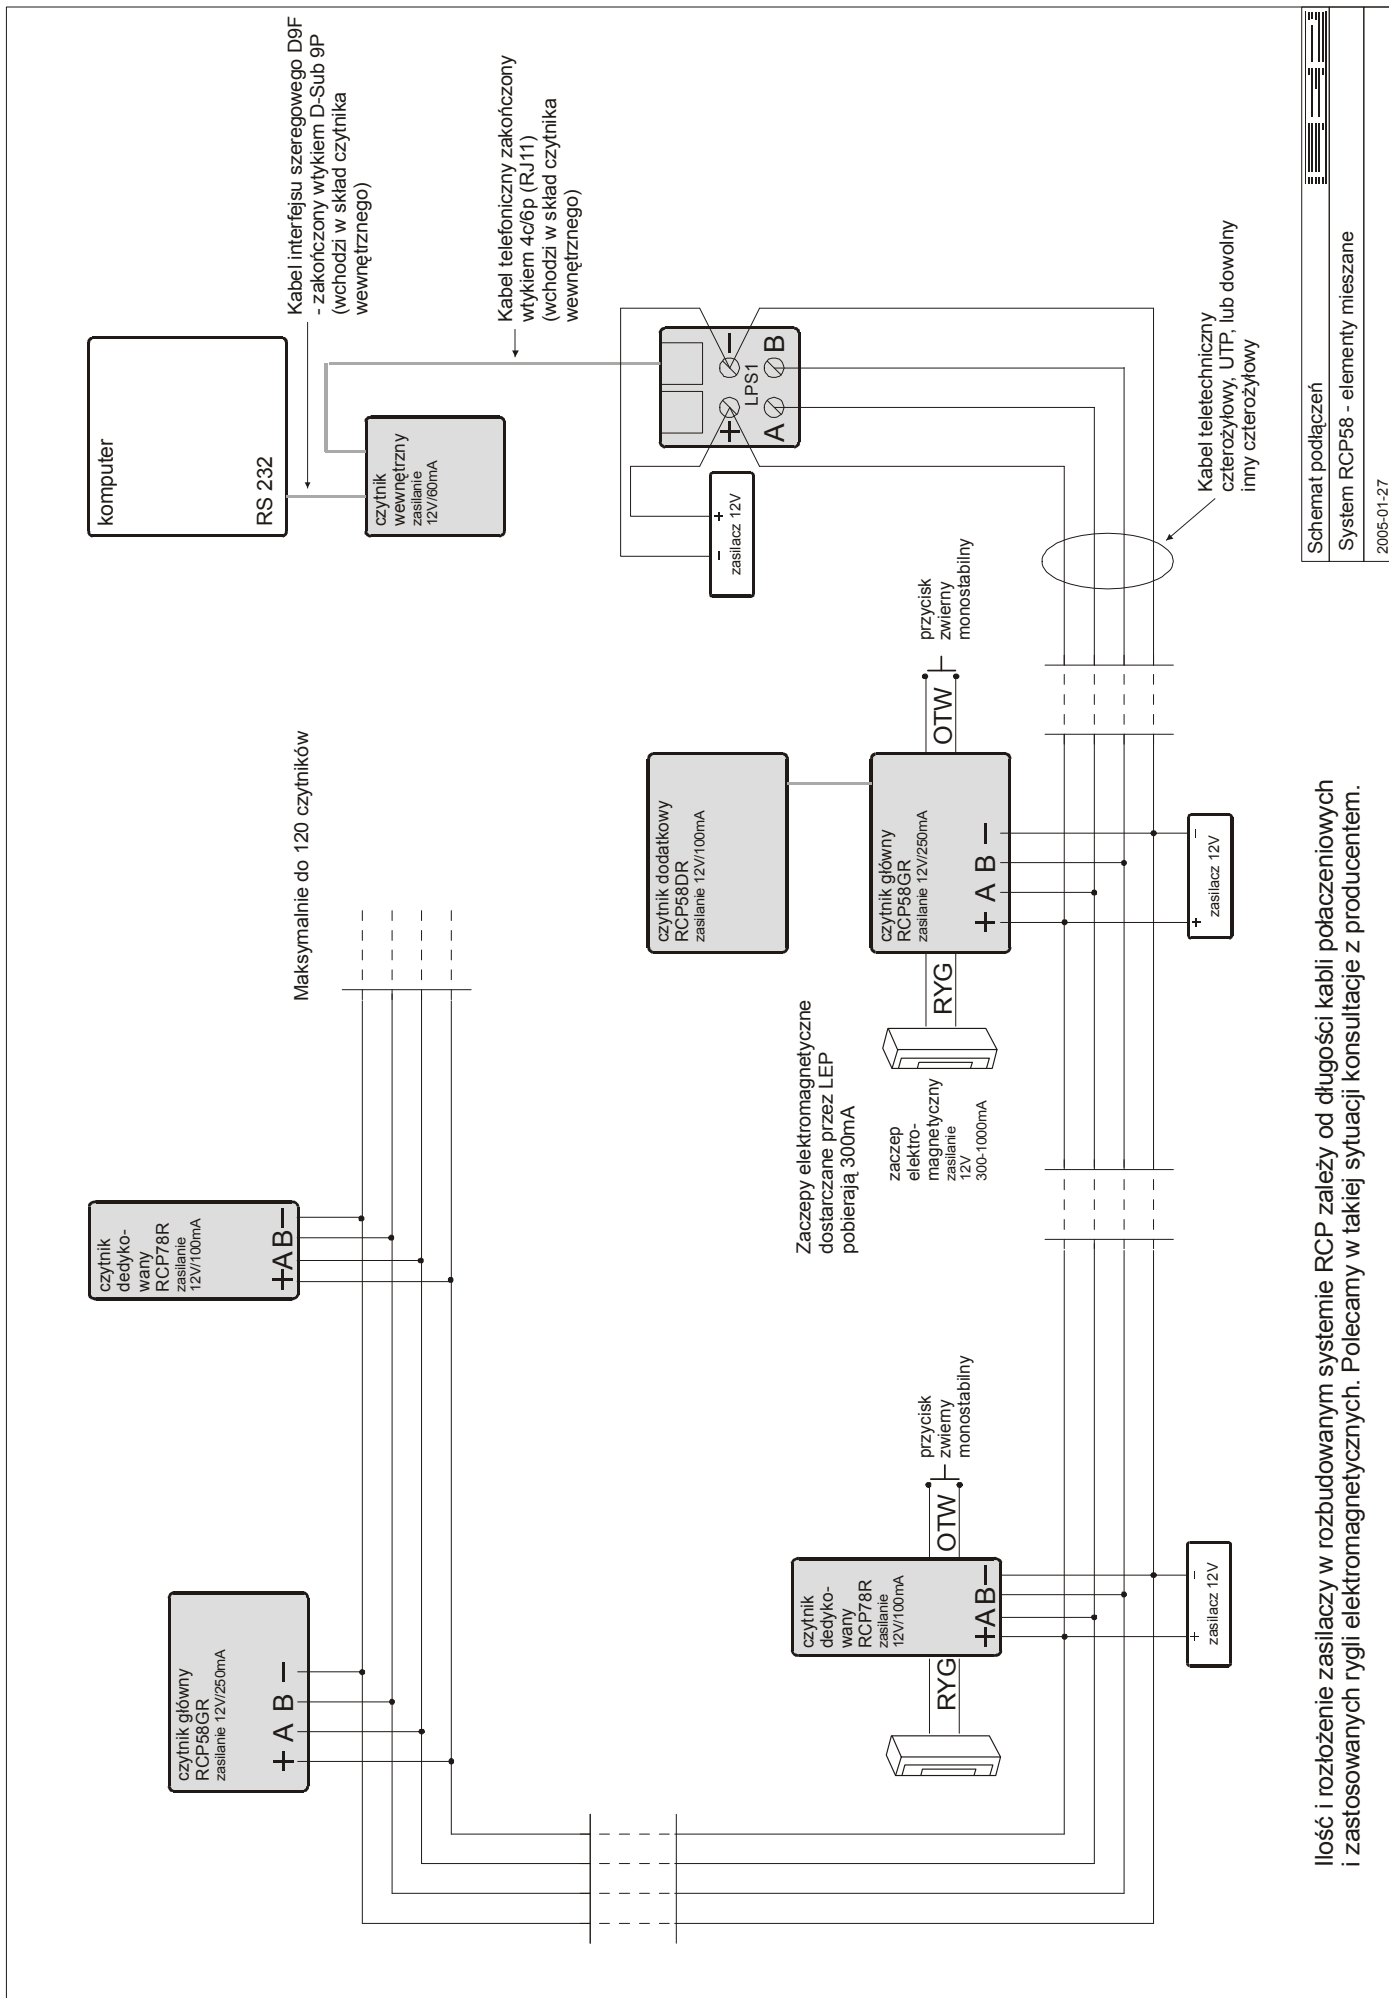 komputer
RS 232
Kabel interfejsu szeregowego D9F
- zakończony wtykiem D-Sub 9P
(wchodzi w skład czytnika
wewnętrznego)
czytnik
wewnętrzny
zasilanie
12V/60mA
Kabel telefoniczny zakończony
wtykiem 4c/6p (RJ11)
(wchodzi w skład czytnika
wewnętrznego)
+ -
LPS1
A B
- +
zasilacz 12V
Kabel teletechniczny
czterożyłowy, UTP, lub dowolny
inny czterożyłowy
Maksymalnie do 120 czytników
czytnik
dedyko-
wany
RCP78R
zasilanie
12V/100mA
+AB-
czytnik główny
RCP58GR
zasilanie 12V/250mA
+ A B -
czytnik dodatkowy
RCP58DR
zasilanie 12V/100mA
czytnik główny
RCP58GR
zasilanie 12V/250mA
+ A B -
RYG
OTW
przycisk
zwierny
monostabilny
+ -
zasilacz 12V
Zaczepy elektromagnetyczne
dostarczane przez LEP
pobierają 300mA
zaczep
elektro-
magnetyczny
zasilanie
12V
300-1000mA
czytnik
dedyko-
wany
RCP78R
zasilanie
12V/100mA
+AB-
RYG
OTW
przycisk
zwierny
monostabilny
+ -
zasilacz 12V
Ilość i rozłożenie zasilaczy w rozbudowanym systemie RCP zależy od długości kabli połaczeniowych
i zastosowanych rygli elektromagnetycznych. Polecamy w takiej sytuacji konsultacje z producentem.
Schemat podłączeń
System RCP58 - elementy mieszane
2005-01-27